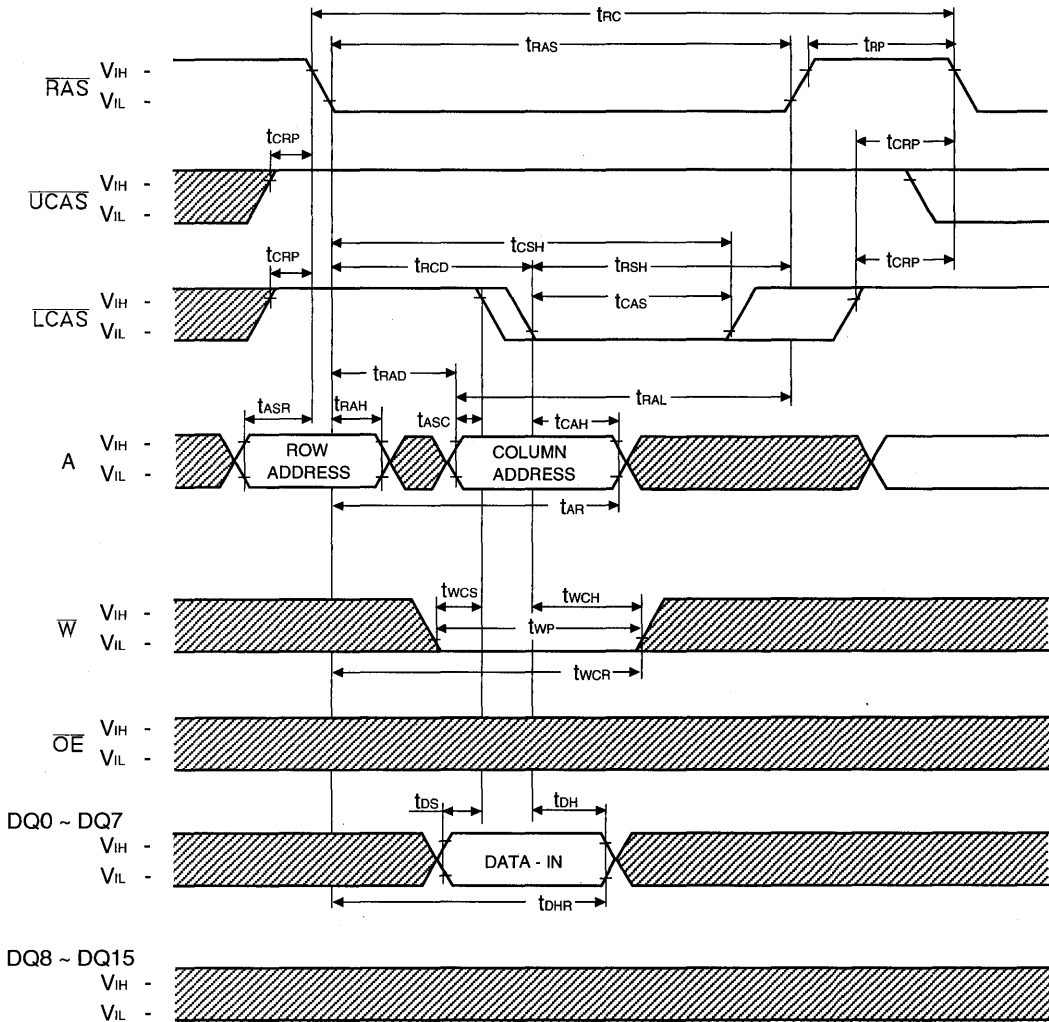 tRC
tRAS
tRP
RAS
VIH -
VIL -
tCRP
tCRP
UCAS
VIH -
VIL -
tCSH
tCRP
tRCD
tRSH
tCRP
LCAS
VIH -
VIL -
tCAS
tRAD
tRAL
tASR
tRAH
tASC
tCAH
A
VIH -
VIL -
ROW
ADDRESS
COLUMN
ADDRESS
tAR
tWCS
tWCH
W
VIH -
VIL -
tWP
tWCR
OE
VIH -
VIL -
tDS
tDH
DQ0 ~ DQ7
VIH -
VIL -
DATA - IN
tDHR
DQ8 ~ DQ15
VIH -
VIL -